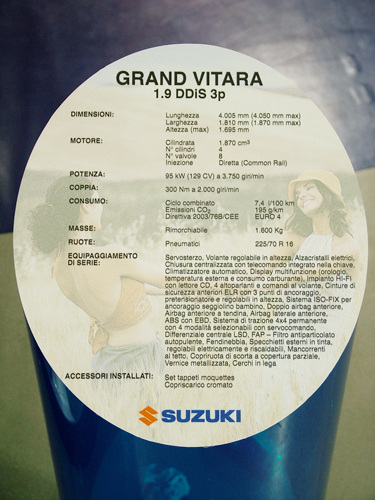 GRAND VITARA
1.9 DDiS 3p
DIMENSIONI: Lunghezza 4.005 mm (4.050 mm max)
Larghezza 1.810 mm (1.870 mm max)
Altezza (max) 1.695 mm
MOTORE: Cilindrata 1.870 cm³
N° cilindri 4
N° valvole 8
Iniezione Diretta (Common Rail)
POTENZA: 95 kW (129 CV) a 3.750 giri/min
COPPIA: 300 Nm a 2.000 giri/min
CONSUMO: Ciclo combinato 7.4 l/100 km
Emissioni CO₂ 195 g/km
Direttiva 2003/76B/CEE EURO 4
MASSE: Rimorchiabile 1.600 Kg
RUOTE: Pneumatici 225/70 R 16
EQUIPAGGIAMENTO DI SERIE: Servosterzo, Volante regolabile in altezza, Alzacristalli elettrici,
Chiusura centralizzata con telecomando integrato nella chiave,
Climatizzatore automatico, Display multifunzione (orologio,
temperatura esterna e consumo carburante), Impianto Hi-Fi
con lettore CD, 4 altoparlanti e comandi al volante, Cinture di
sicurezza anteriori ELR con 3 punti di ancoraggio,
pretensionatore e regolabili in altezza, Sistema ISO-FIX per
ancoraggio seggiolino bambino, Doppio airbag anteriore,
Airbag anteriore a tendina, Airbag laterale anteriore,
ABS con EBD, Sistema di trazione 4x4 permanente
con 4 modalità selezionabili con servocomando,
Differenziale centrale LSD, FAP – Filtro antiparticolato
autopulente, Fendinebbia, Specchietti esterni in tinta,
regolabili elettricamente e riscaldabili, Mancorrenti
al tetto, Copriruota di scorta a copertura parziale,
Vernice metallizzata, Cerchi in lega
ACCESSORI INSTALLATI: Set tappeti moquettes
Copriscarico cromato
SUZUKI